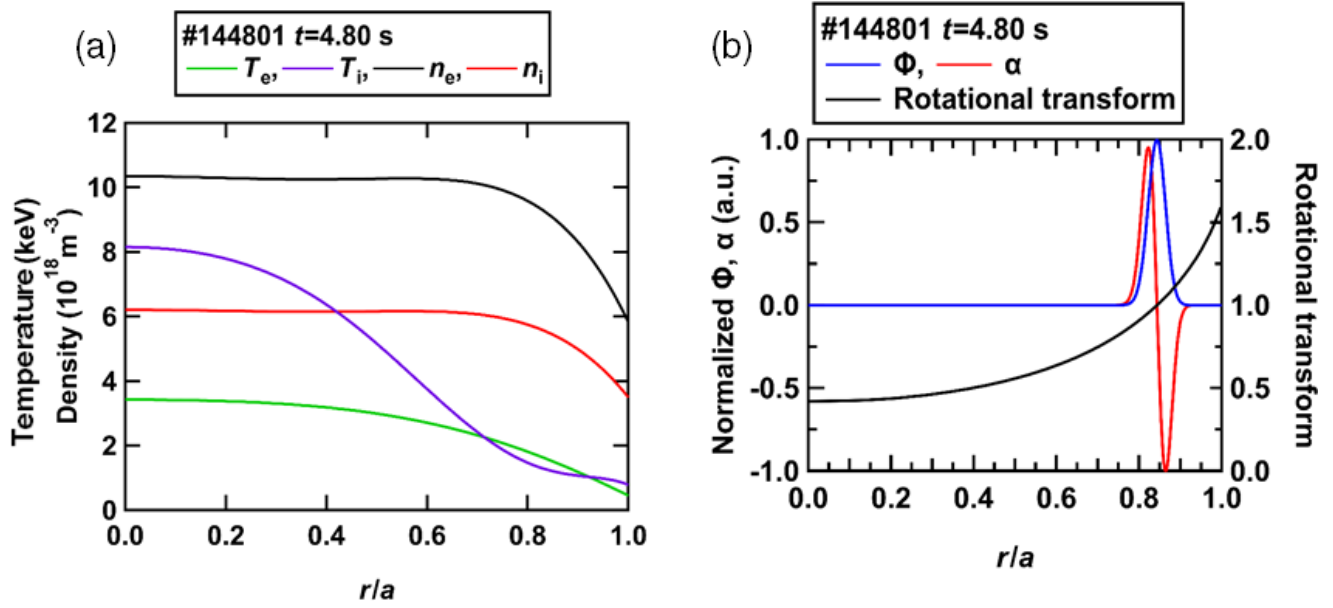 (a)
#144801 t=4.80 s
Te, Ti, ne, ni
Temperature (keV)
Density (10^18 m^-3)
12
10
8
6
4
2
0
0.0 0.2 0.4 0.6 0.8 1.0
r/a
(b)
#144801 t=4.80 s
Φ, α
Rotational transform
Normalized Φ, α (a.u.)
1.0
0.5
0.0
-0.5
-1.0
2.0
1.5
1.0
0.5
0.0
Rotational transform
0.0 0.2 0.4 0.6 0.8 1.0
r/a